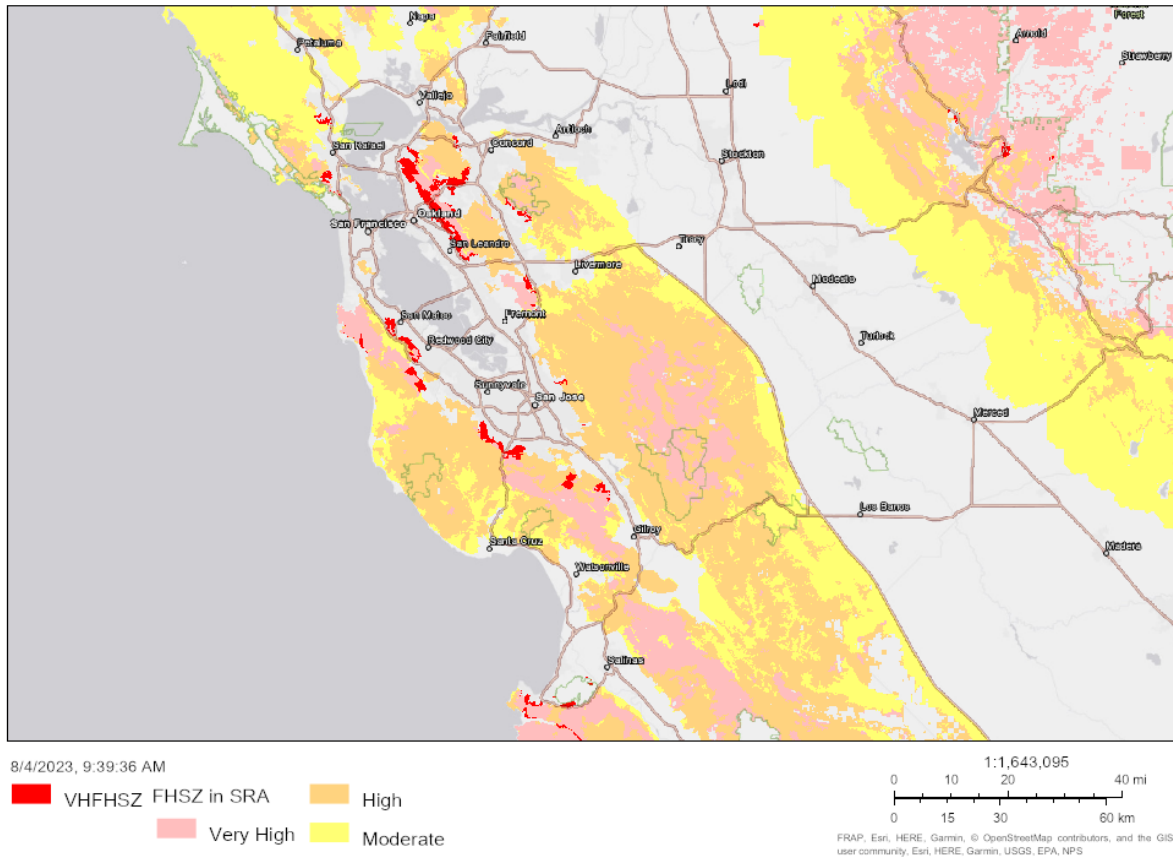 Forest
Napa
Arnold
Petaluma
Fairfield
Strawberry
Vallejo
Lodi
Antioch
San Rafael
Concord
Stockton
Oakland
San Francisco
San Leandro
Tracy
Livermore
Modesto
San Mateo
Fremont
Turlock
Redwood City
Sunnyvale
San Jose
Merced
Los Banos
Gilroy
Santa Cruz
Madera
Watsonville
Salinas
8/4/2023, 9:39:36 AM
VHFHSZ
FHSZ in SRA
Very High
High
Moderate
1:1,643,095
0 10 20 40 mi
0 15 30 60 km
FRAP, Esri, HERE, Garmin, © OpenStreetMap contributors, and the GIS
user community, Esri, HERE, Garmin, USGS, EPA, NPS